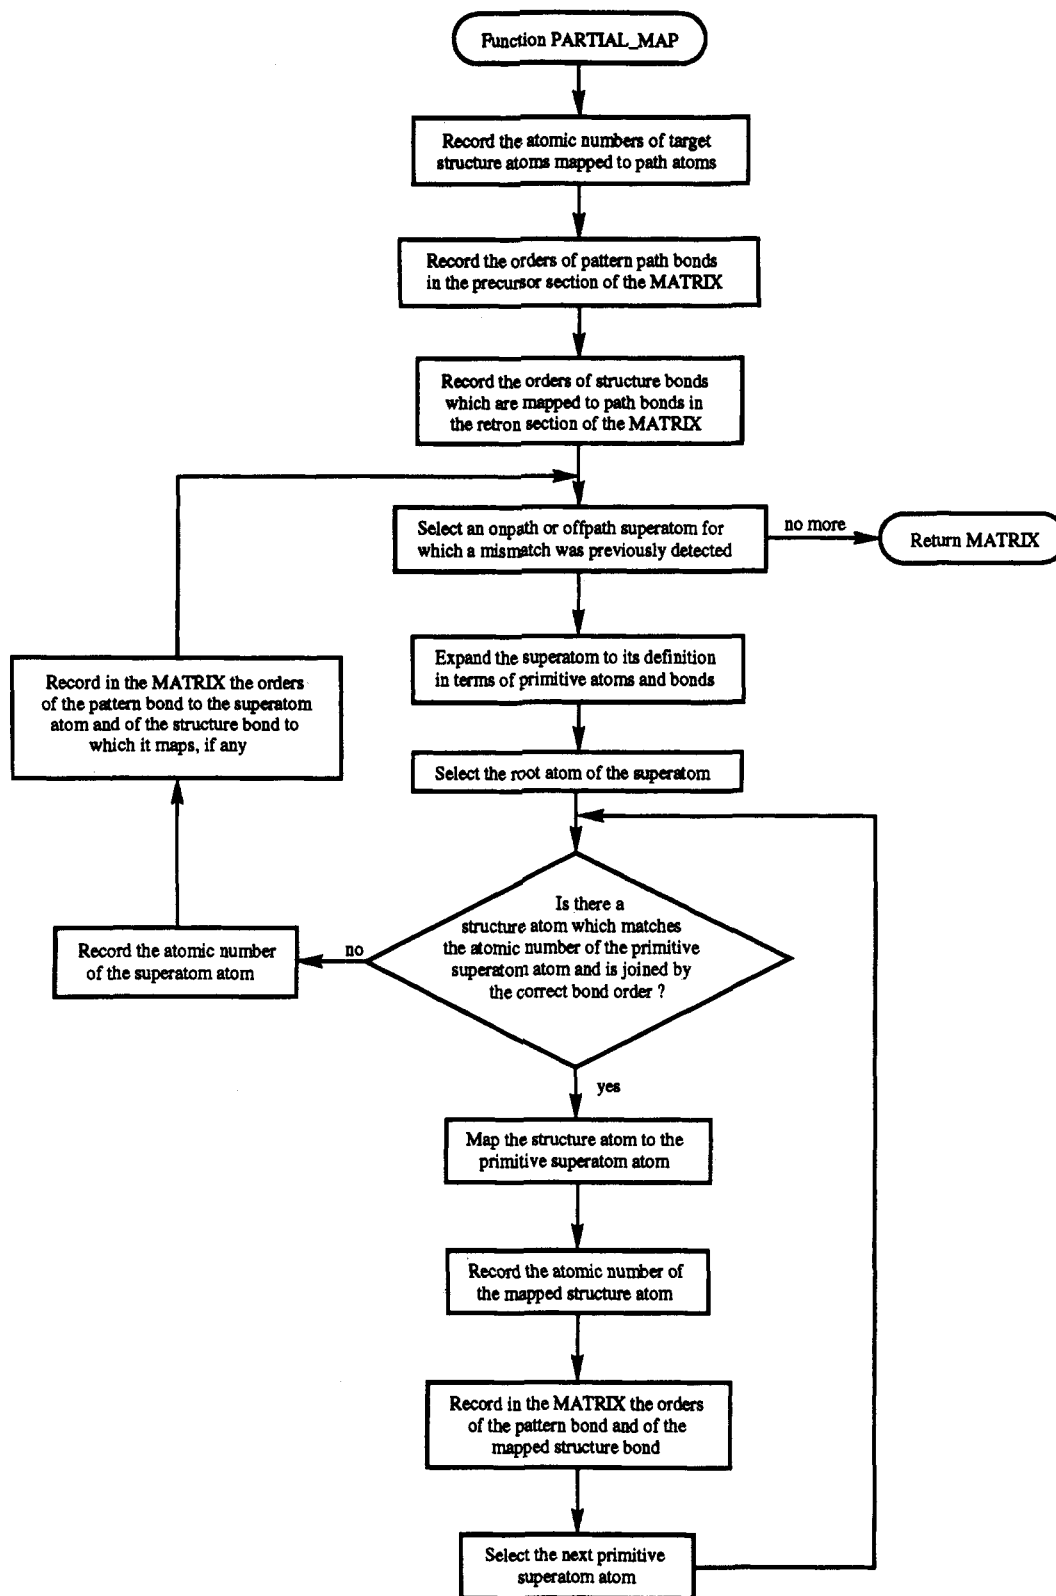 Function PARTIAL_MAP
Record the atomic numbers of target
structure atoms mapped to path atoms
Record the orders of pattern path bonds
in the precursor section of the MATRIX
Record the orders of structure bonds
which are mapped to path bonds in
the retron section of the MATRIX
Select an onpath or offpath superatom for
which a mismatch was previously detected
no more
Return MATRIX
Expand the superatom to its definition
in terms of primitive atoms and bonds
Record in the MATRIX the orders
of the pattern bond to the superatom
atom and of the structure bond to
which it maps, if any
Select the root atom of the superatom
Is there a
structure atom which matches
the atomic number of the primitive
superatom atom and is joined by
the correct bond order ?
no
Record the atomic number
of the superatom atom
yes
Map the structure atom to the
primitive superatom atom
Record the atomic number of
the mapped structure atom
Record in the MATRIX the orders
of the pattern bond and of the
mapped structure bond
Select the next primitive
superatom atom